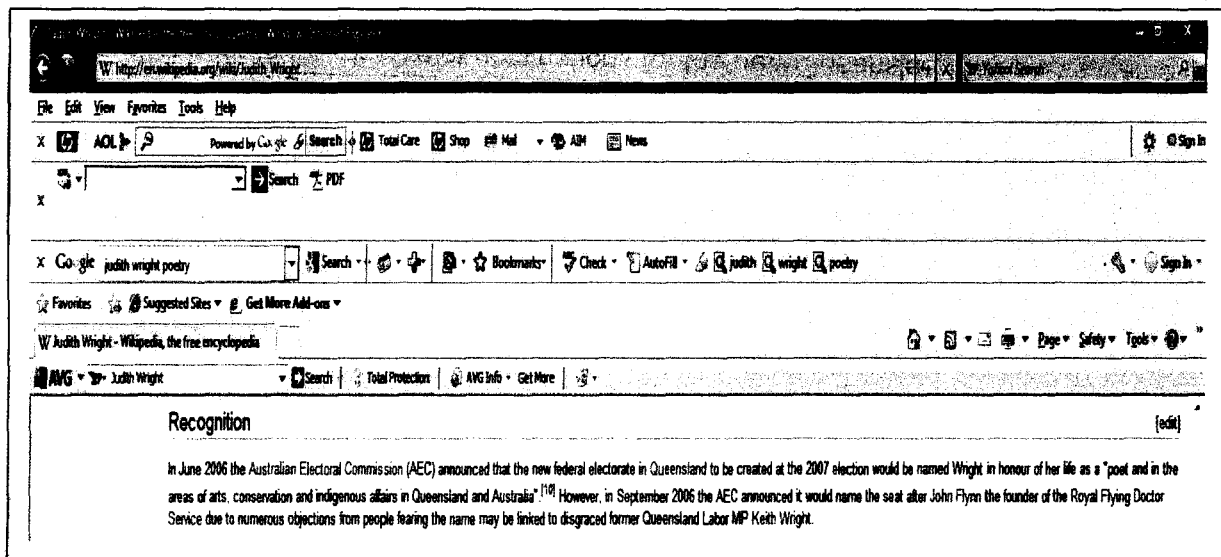 W http://en.wikipedia.org/wiki/Judith_Wright
File Edit View Favorites Tools Help
X AOL Powered by Google Search Total Care Shop Mail AIM News Sign In
Search PDF
X
X Google judith wright poetry Search Bookmarks Check AutoFill judith wright poetry Sign In
Favorites Suggested Sites Get More Add-ons
W Judith Wright - Wikipedia, the free encyclopedia Page Safety Tools »
AVG Judith Wright Search Total Protection AVG Info Get More
Recognition [edit]
In June 2006 the Australian Electoral Commission (AEC) announced that the new federal electorate in Queensland to be created at the 2007 election would be named Wright in honour of her life as a "poet and in the
areas of arts, conservation and indigenous affairs in Queensland and Australia".[10] However, in September 2006 the AEC announced it would name the seat after John Flynn the founder of the Royal Flying Doctor
Service due to numerous objections from people fearing the name may be linked to disgraced former Queensland Labor MP Keith Wright.